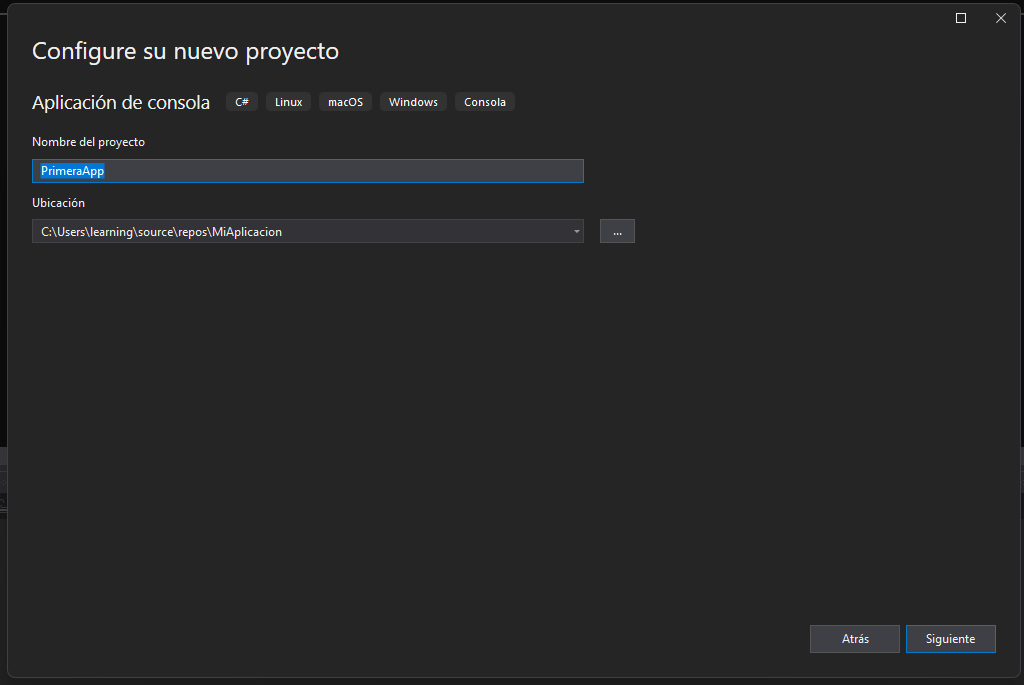 Configure su nuevo proyecto
Aplicación de consola C# Linux macOS Windows Consola
Nombre del proyecto
PrimeraApp
Ubicación
C:\Users\learning\source\repos\MiAplicacion ...
Atrás Siguiente